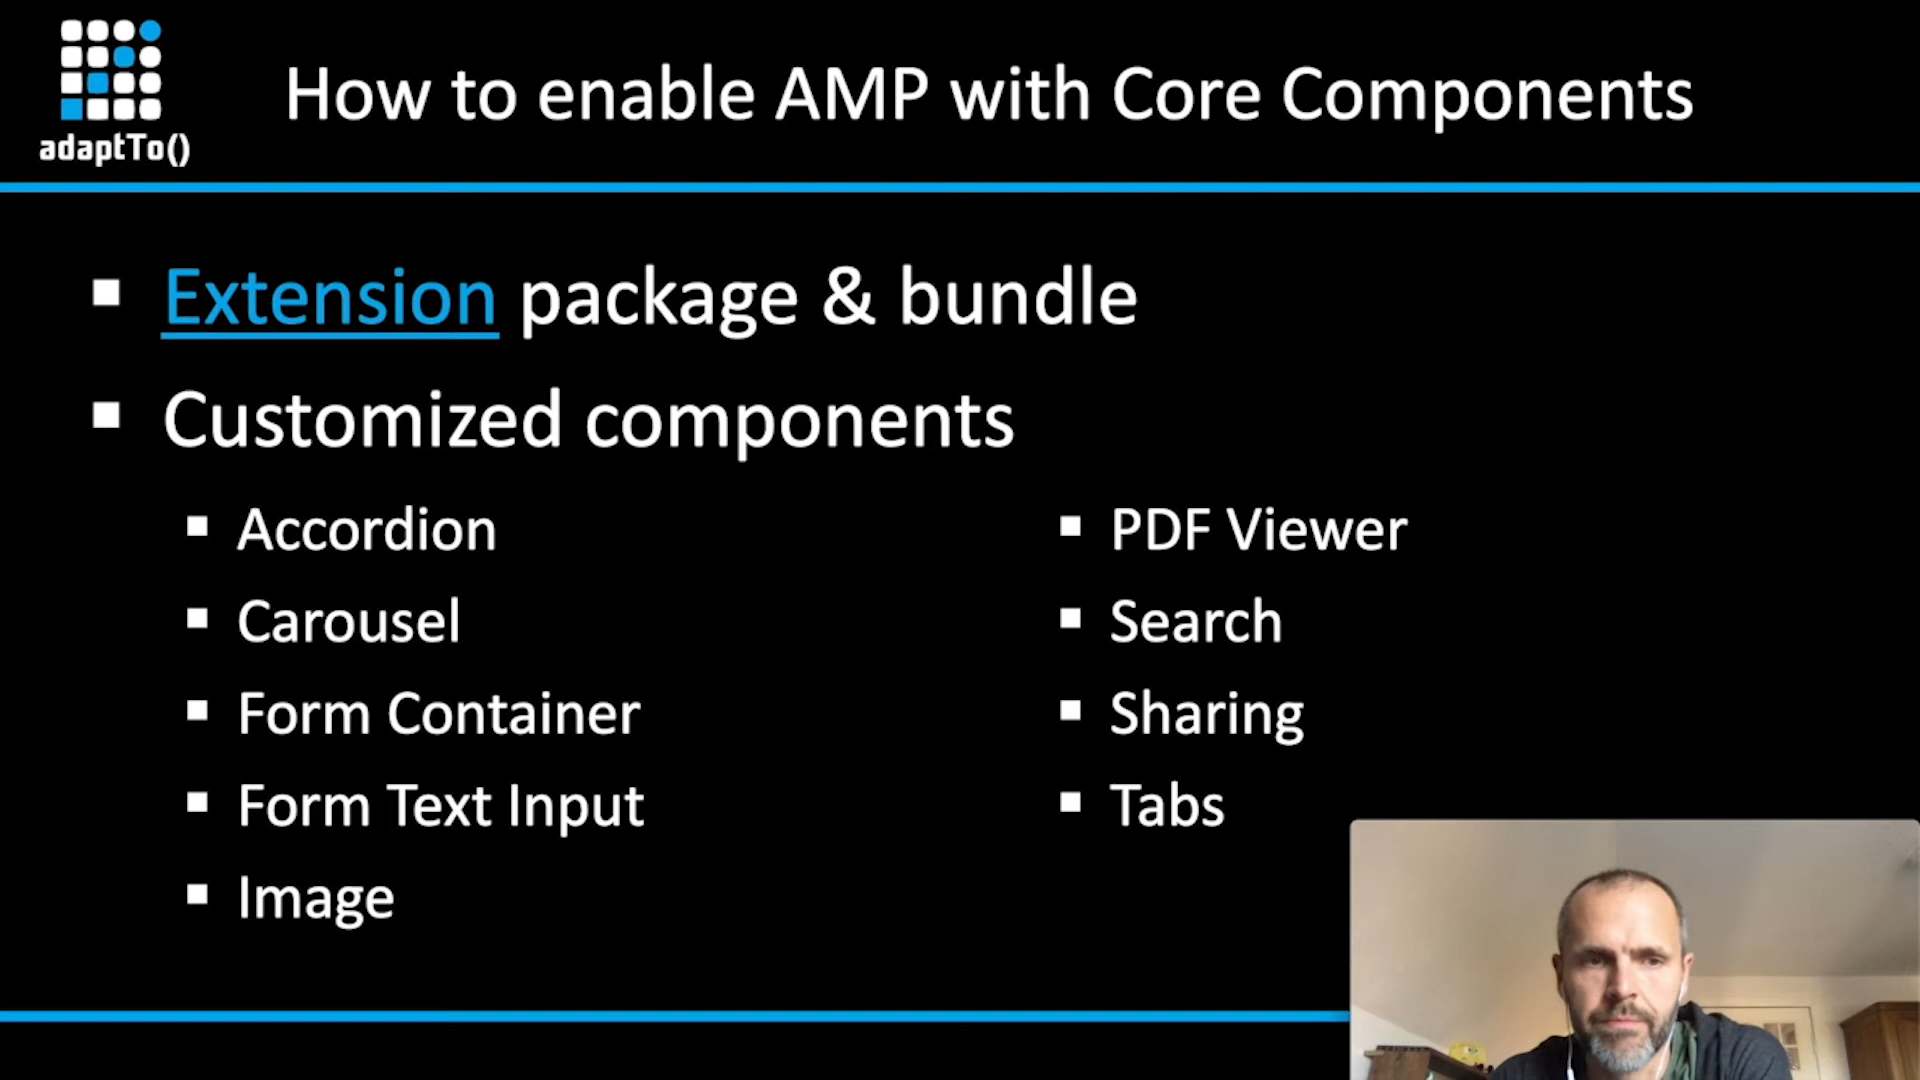 adaptTo()
How to enable AMP with Core Components
Extension package & bundle
Customized components
Accordion
Carousel
Form Container
Form Text Input
Image
PDF Viewer
Search
Sharing
Tabs